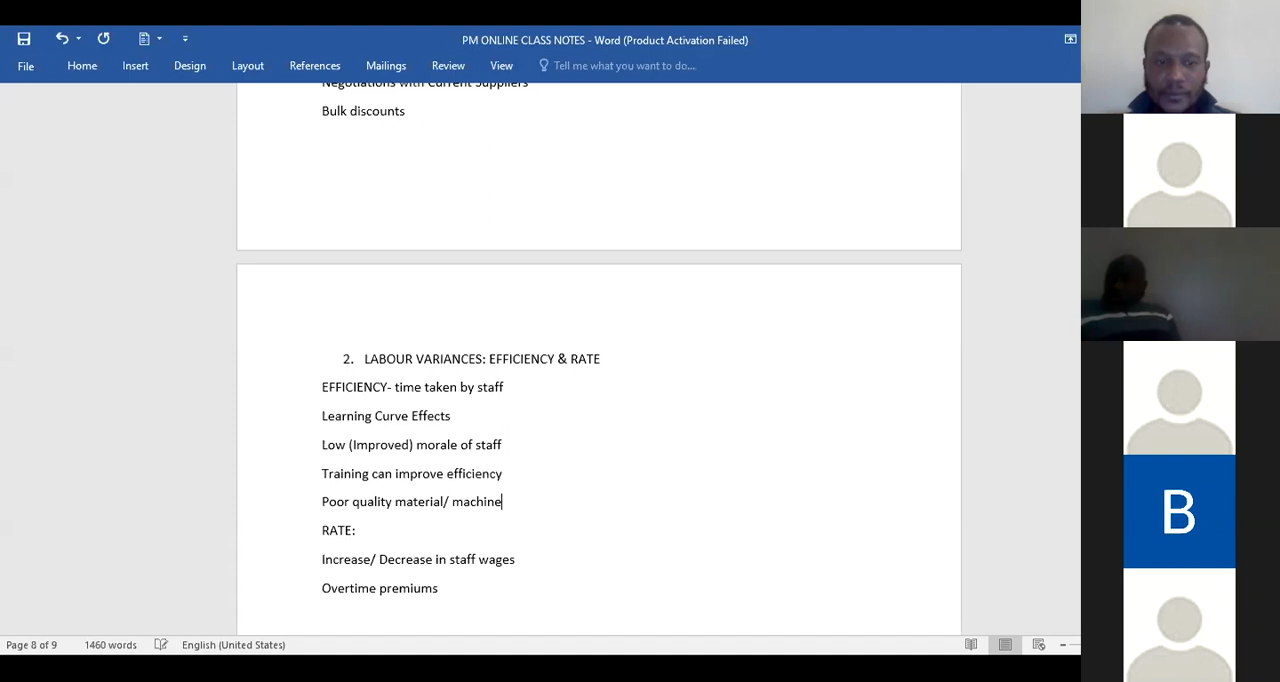 PM ONLINE CLASS NOTES - Word (Product Activation Failed)
File Home Insert Design Layout References Mailings Review View Tell me what you want to do...
Negotiations with Current Suppliers
Bulk discounts
2. LABOUR VARIANCES: EFFICIENCY & RATE
EFFICIENCY- time taken by staff
Learning Curve Effects
Low (Improved) morale of staff
Training can improve efficiency
Poor quality material/ machine
RATE:
Increase/ Decrease in staff wages
Overtime premiums
Page 8 of 9 1460 words English (United States)
B